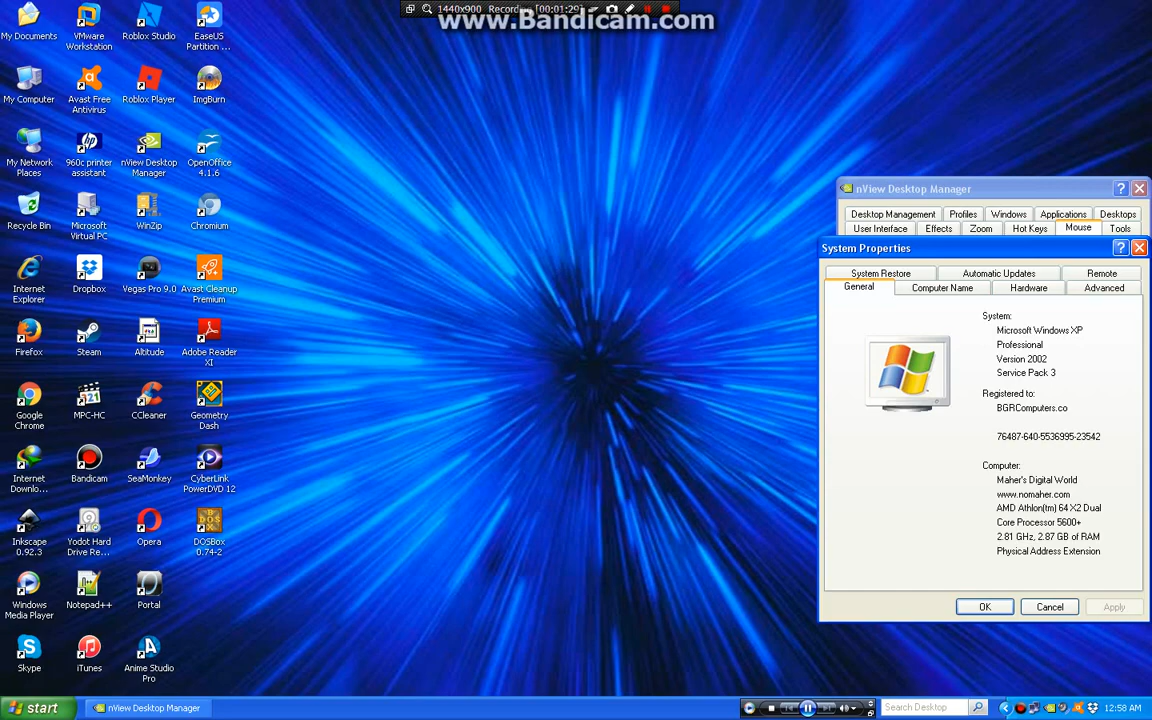 1440x900 Recording [00:01:29]
www.Bandicam.com
My Documents
VMware
Workstation
Roblox Studio
EaseUS
Partition ...
My Computer
Avast Free
Antivirus
Roblox Player
ImgBurn
My Network
Places
960c printer
assistant
nView Desktop
Manager
OpenOffice
4.1.6
Recycle Bin
Microsoft
Virtual PC
WinZip
Chromium
Internet
Explorer
Dropbox
Vegas Pro 9.0
Avast Cleanup
Premium
Firefox
Steam
Altitude
Adobe Reader
XI
Google
Chrome
MPC-HC
CCleaner
Geometry
Dash
Internet
Downlo...
Bandicam
SeaMonkey
CyberLink
PowerDVD 12
Inkscape
0.92.3
Yodot Hard
Drive Re...
Opera
DOSBox
0.74-2
Windows
Media Player
Notepad++
Portal
Skype
iTunes
Anime Studio
Pro
nView Desktop Manager
Desktop Management Profiles Windows Applications Desktops
User Interface Effects Zoom Hot Keys Mouse Tools
System Properties
System Restore Automatic Updates Remote
General Computer Name Hardware Advanced
System:
Microsoft Windows XP
Professional
Version 2002
Service Pack 3
Registered to:
BGRComputers.co
76487-640-5536995-23542
Computer:
Maher's Digital World
www.nomaher.com
AMD Athlon(tm) 64 X2 Dual
Core Processor 5600+
2.81 GHz, 2.87 GB of RAM
Physical Address Extension
OK Cancel Apply
start nView Desktop Manager Search Desktop 12:58 AM